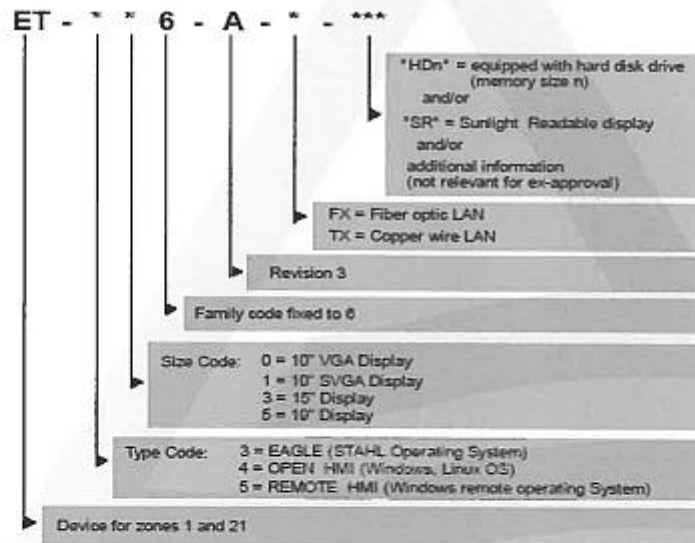 ET - * * 6 - A - * - ***
"HDn" = equipped with hard disk drive
(memory size n)
and/or
"SR" = Sunlight Readable display
and/or
additional information
(not relevant for ex-approval)
FX = Fiber optic LAN
TX = Copper wire LAN
Revision 3
Family code fixed to 6
Size Code: 0 = 10" VGA Display
1 = 10" SVGA Display
3 = 15" Display
5 = 19" Display
Type Code: 3 = EAGLE (STAHL Operating System)
4 = OPEN HMI (Windows, Linux OS)
5 = REMOTE HMI (Windows remote operating System)
Device for zones 1 and 21